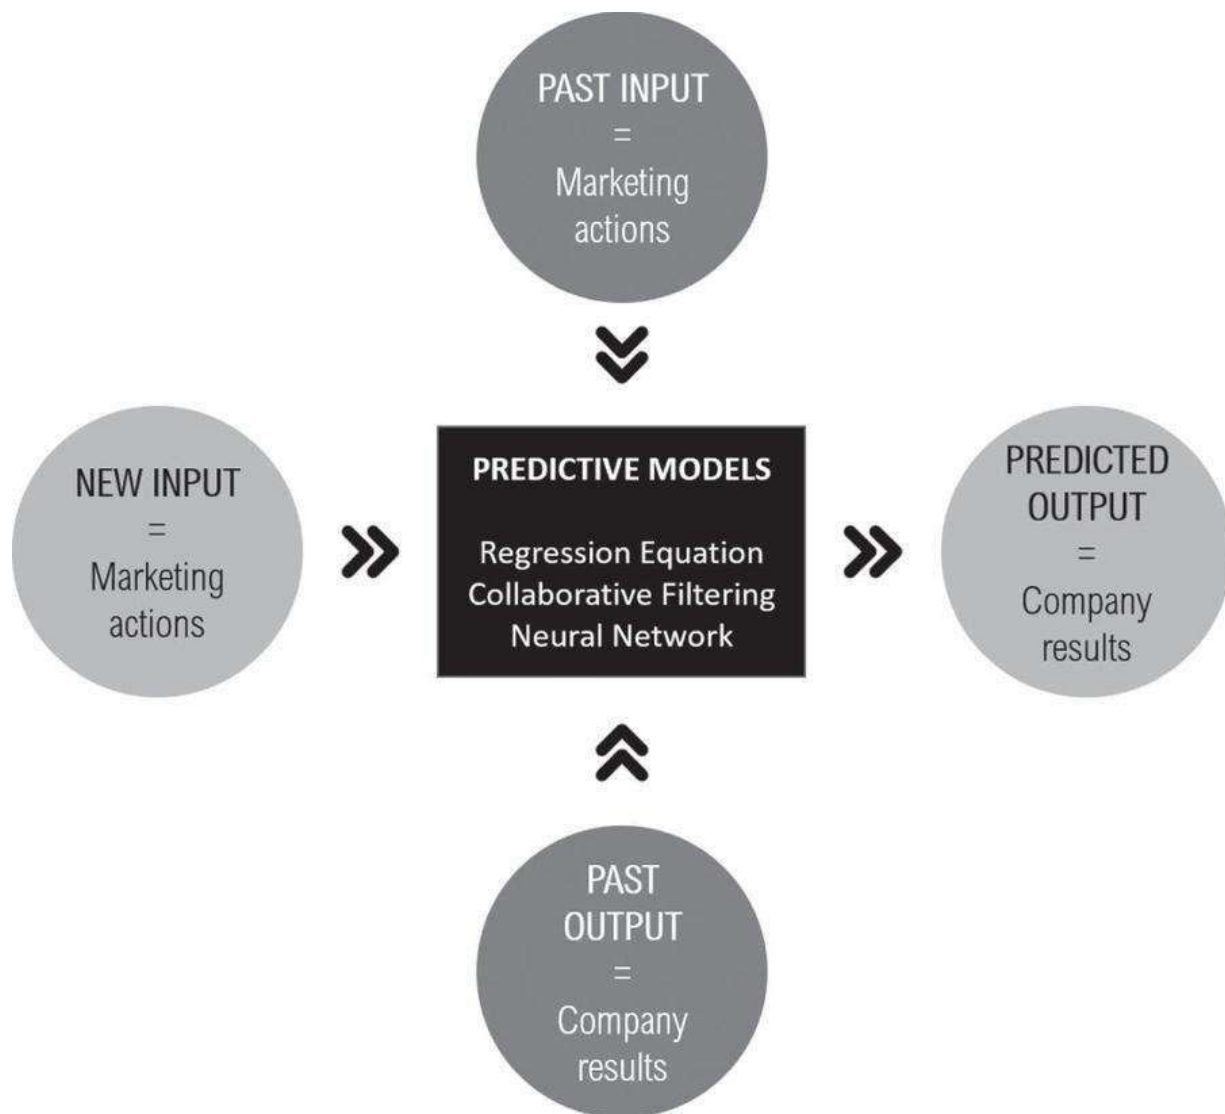 PAST INPUT
=
Marketing
actions
NEW INPUT
=
Marketing
actions
PREDICTIVE MODELS
Regression Equation
Collaborative Filtering
Neural Network
PREDICTED
OUTPUT
=
Company
results
PAST
OUTPUT
=
Company
results